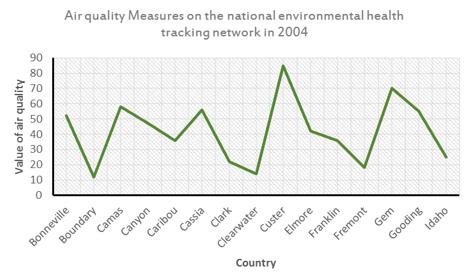 Air quality Measures on the national environmental health
tracking network in 2004
Value of air quality
90
80
70
60
50
40
30
20
10
0
Bonneville
Boundary
Camas
Canyon
Caribou
Cassia
Clark
Clearwater
Custer
Elmore
Franklin
Fremont
Gem
Gooding
Idaho
Country